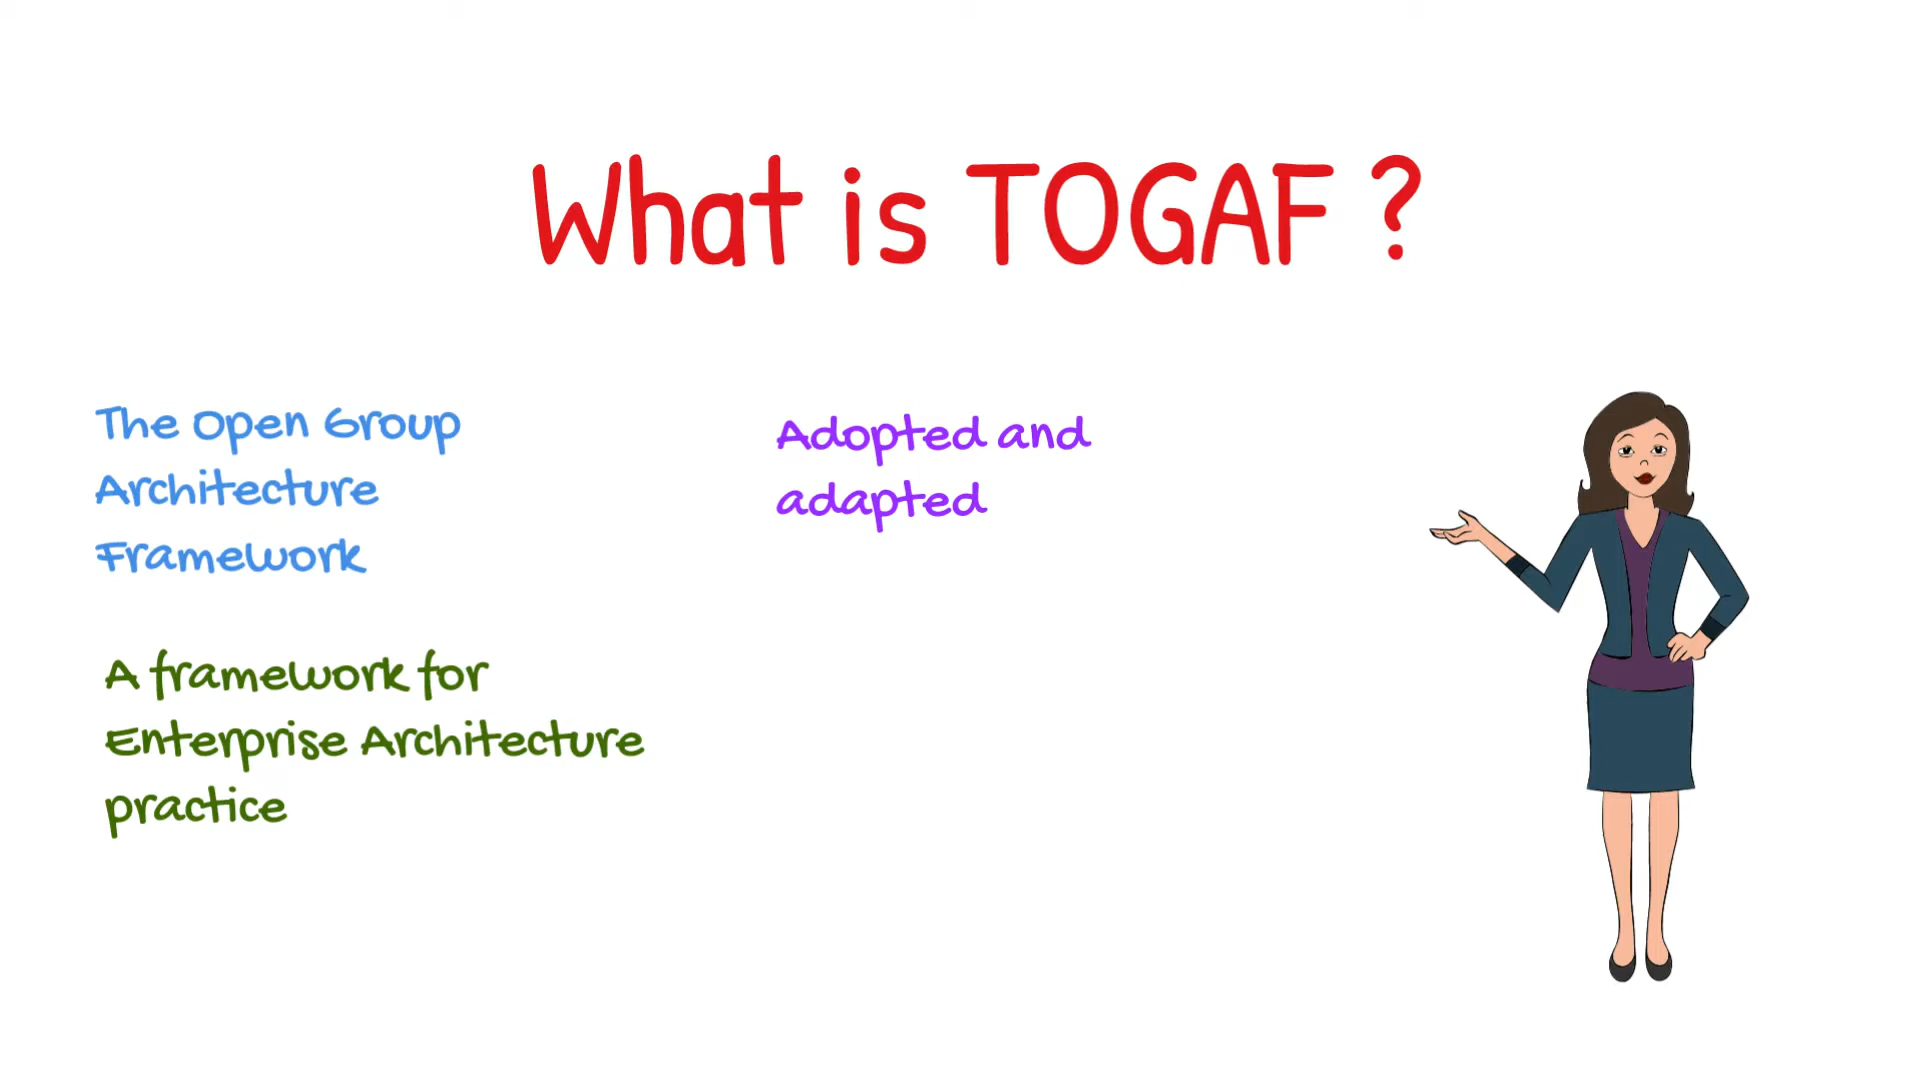 What is TOGAF ?
The Open Group
Architecture
Framework
A framework for
Enterprise Architecture
practice
Adopted and
adapted